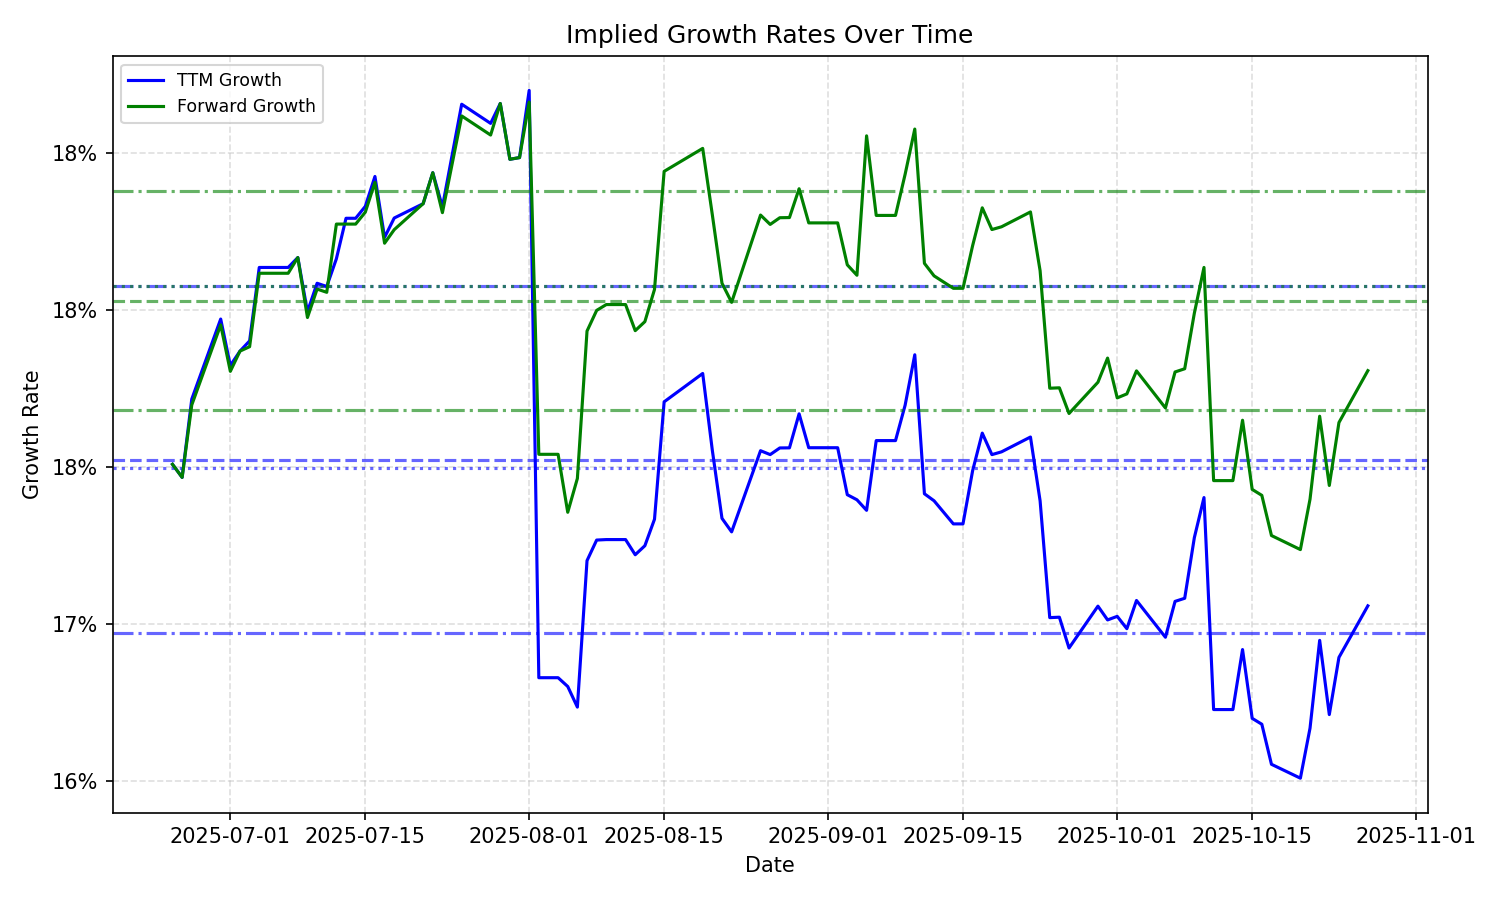 Implied Growth Rates Over Time
TTM Growth
Forward Growth
18%
18%
18%
17%
16%
Growth Rate
2025-07-01
2025-07-15
2025-08-01
2025-08-15
2025-09-01
2025-09-15
2025-10-01
2025-10-15
2025-11-01
Date